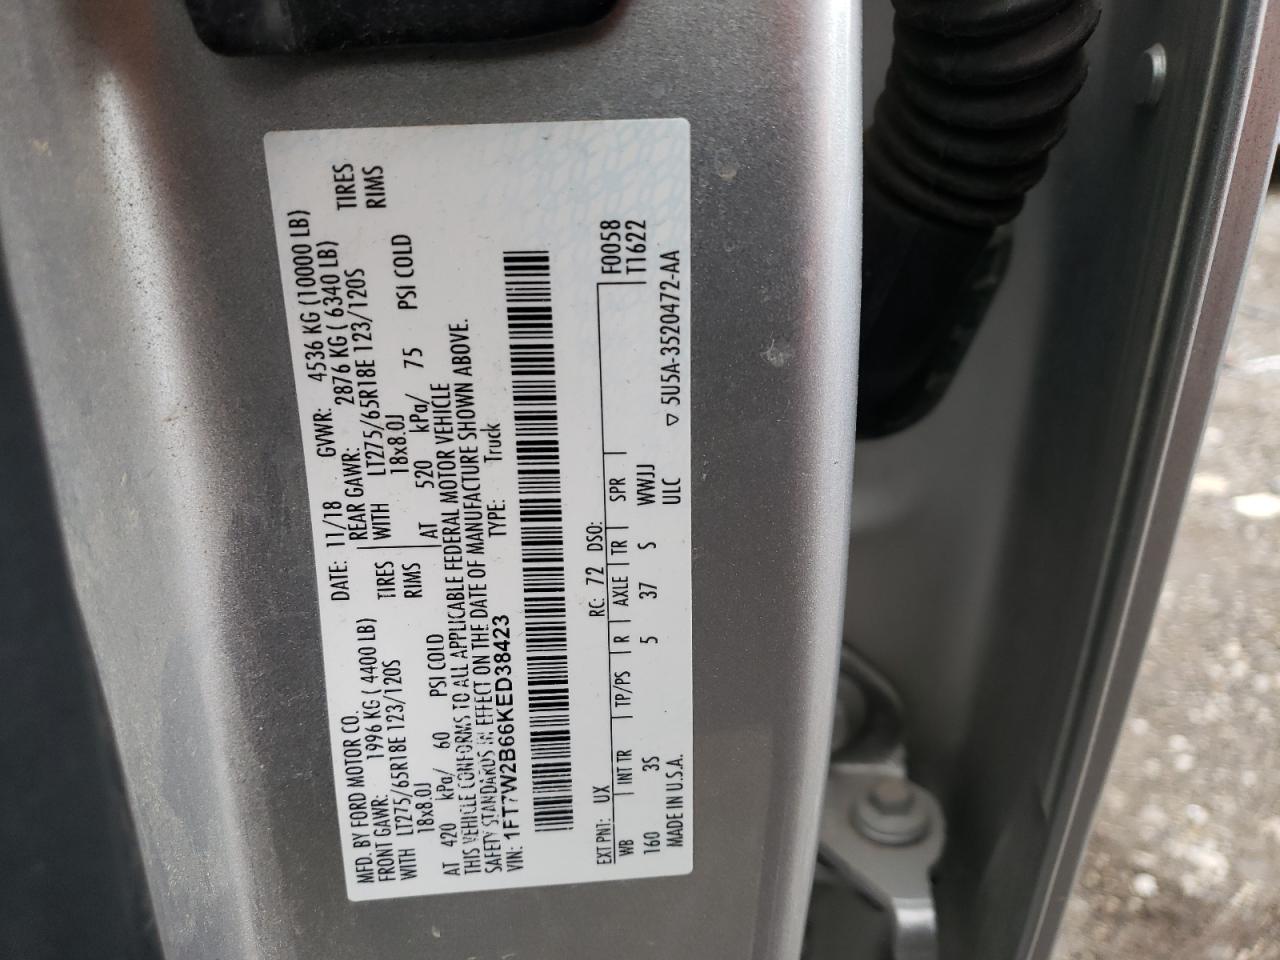 MFD. BY FORD MOTOR CO.
DATE: 11/18 GVWR: 4536 KG (10000 LB)
FRONT GAWR: 1996 KG ( 4400 LB) REAR GAWR: 2876 KG ( 6340 LB)
WITH LT275/65R18E 123/120S TIRES WITH LT275/65R18E 123/120S TIRES
18x8.0J RIMS 18x8.0J RIMS
AT 420 kPa/ 60 PSI COLD AT 520 kPa/ 75 PSI COLD
THIS VEHICLE CONFORMS TO ALL APPLICABLE FEDERAL MOTOR VEHICLE
SAFETY STANDARDS IN EFFECT ON THE DATE OF MANUFACTURE SHOWN ABOVE.
VIN: 1FT7W2B66KED38423 TYPE: Truck
EXT PNT: UX RC: 72 DSO: F0058
WB INT TR TP/PS R AXLE TR SPR T1622
160 3S 5 37 S WWJJ
MADE IN U.S.A. ULC ▽ 5U5A-3520472-AA